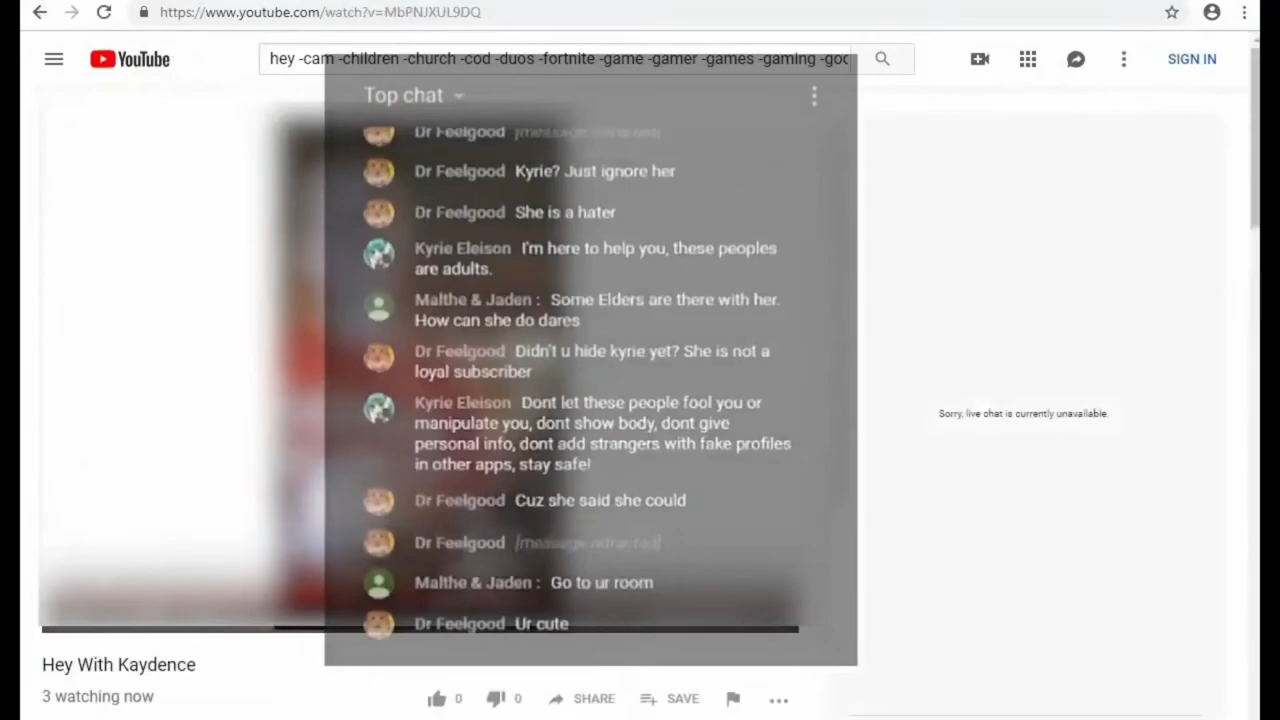 https://www.youtube.com/watch?v=MbPNJXUL9DQ
YouTube
hey -cam -children -church -cod -duos -fortnite -game -gamer -games -gaming -goc
SIGN IN
Top chat
Dr Feelgood
Dr Feelgood Kyrie? Just ignore her
Dr Feelgood She is a hater
Kyrie Eleison I'm here to help you, these peoples
are adults.
Malthe & Jaden : Some Elders are there with her.
How can she do dares
Dr Feelgood Didn't u hide kyrie yet? She is not a
loyal subscriber
Kyrie Eleison Dont let these people fool you or
manipulate you, dont show body, dont give
personal info, dont add strangers with fake profiles
in other apps, stay safe!
Dr Feelgood Cuz she said she could
Dr Feelgood [message retracted]
Malthe & Jaden : Go to ur room
Dr Feelgood Ur cute
Sorry, live chat is currently unavailable.
Hey With Kaydence
3 watching now
0
0
SHARE
SAVE